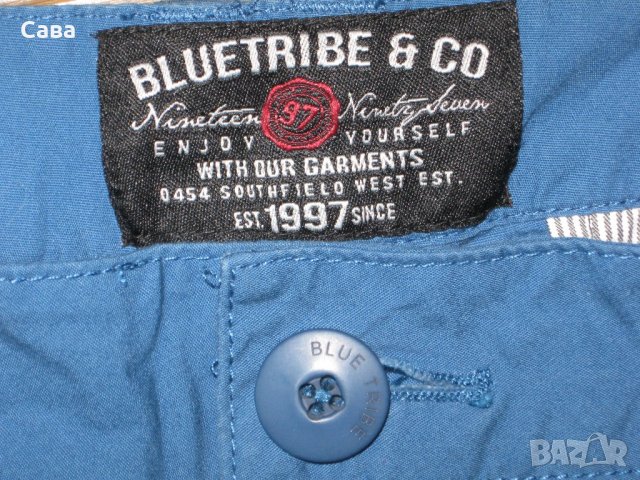 Сава
BLUETRIBE & CO
Nineteen 97 Ninety Seven
ENJOY YOURSELF
WITH OUR GARMENTS
0454 SOUTHFIELD WEST EST.
EST. 1997 SINCE
BLUE TRIBE
BAZAR